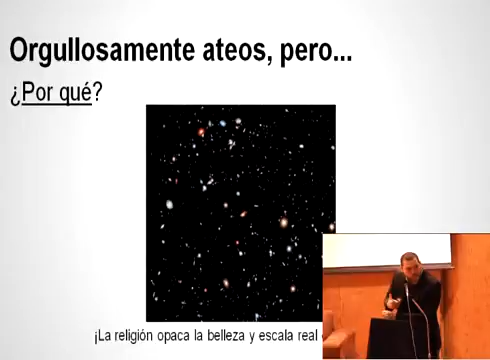 Orgullosamente ateos, pero...
¿Por qué?
¡La religión opaca la belleza y escala real